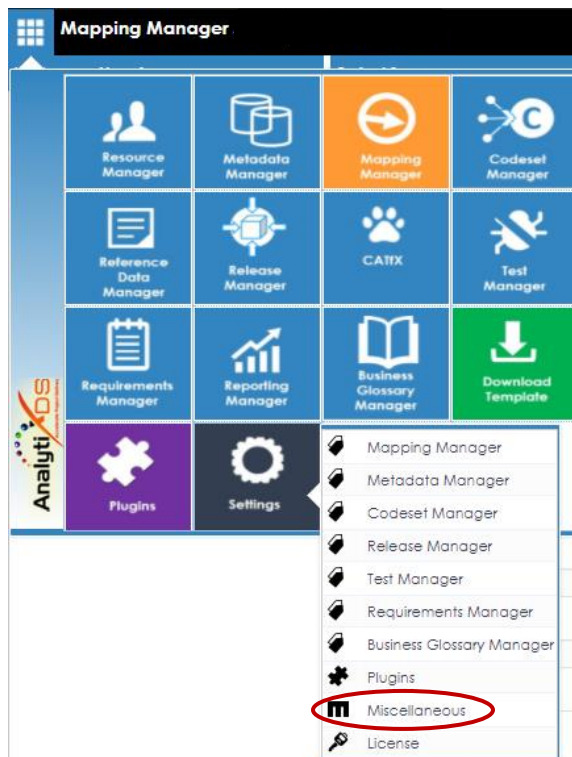 Mapping Manager
Resource
Manager
Metadata
Manager
Mapping
Manager
Codeset
Manager
Reference
Data
Manager
Release
Manager
CATfX
Test
Manager
Requirements
Manager
Reporting
Manager
Business
Glossary
Manager
Download
Template
AnalytiXDS
Plugins
Settings
Mapping Manager
Metadata Manager
Codeset Manager
Release Manager
Test Manager
Requirements Manager
Business Glossary Manager
Plugins
Miscellaneous
License